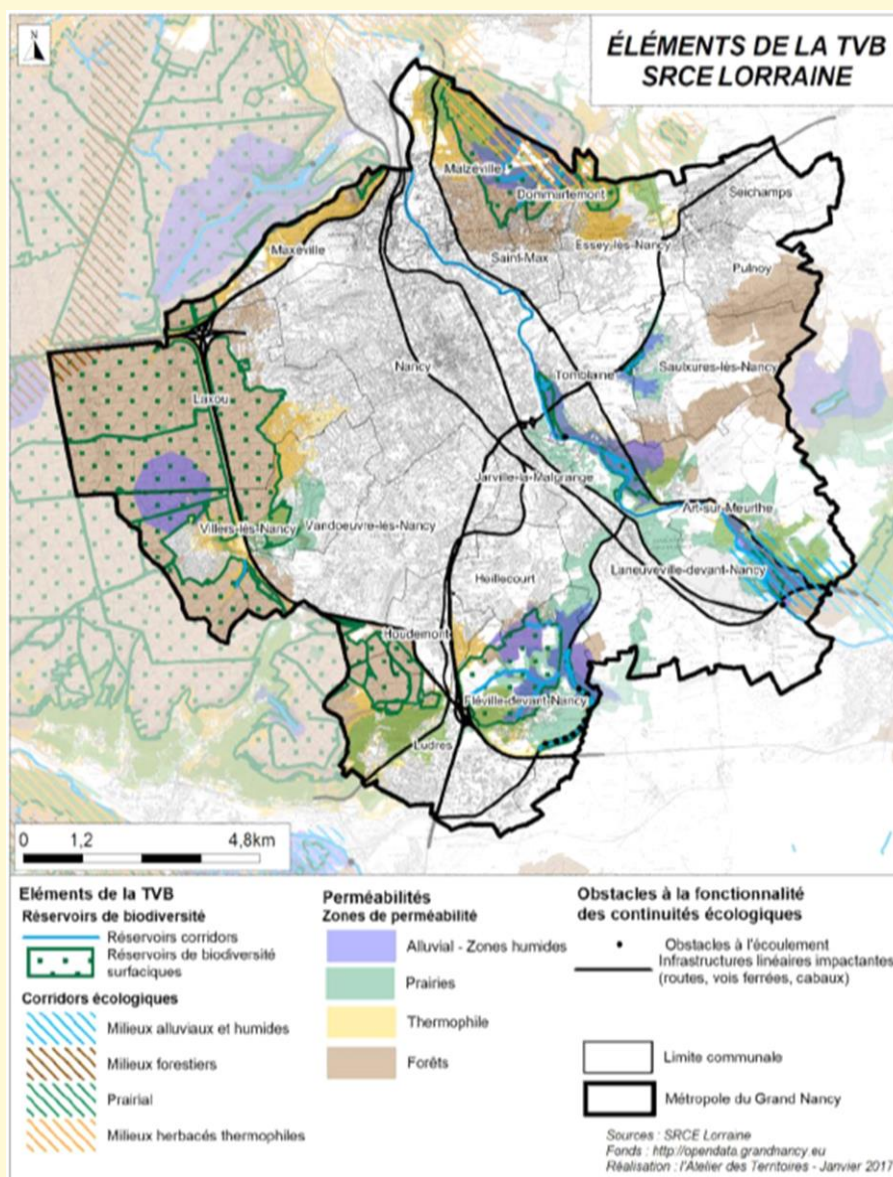 N
ÉLÉMENTS DE LA TVB
SRCE LORRAINE
Malzéville
Dommartemont
Seichamps
Essey-lès-Nancy
Maxéville
Saint-Max
Pulnoy
Nancy
Tomblaine
Saulxures-lès-Nancy
Laxou
Jarville-la-Malgrange
Art-sur-Meurthe
Villers-lès-Nancy
Vandoeuvre-lès-Nancy
Heillecourt
Laneuveville-devant-Nancy
Houdemont
Fléville-devant-Nancy
Ludres
0 1,2 4,8km
Eléments de la TVB
Réservoirs de biodiversité
Réservoirs corridors
Réservoirs de biodiversité
surfaciques
Corridors écologiques
Milieux alluviaux et humides
Milieux forestiers
Prairial
Milieux herbacés thermophiles
Perméabilités
Zones de perméabilité
Alluvial - Zones humides
Prairies
Thermophile
Forêts
Obstacles à la fonctionnalité
des continuités écologiques
Obstacles à l'écoulement
Infrastructures linéaires impactantes
(routes, vois ferrées, cabaux)
Limite communale
Métropole du Grand Nancy
Sources : SRCE Lorraine
Fonds : http://opendata.grandnancy.eu
Réalisation : l'Atelier des Territoires - Janvier 2017